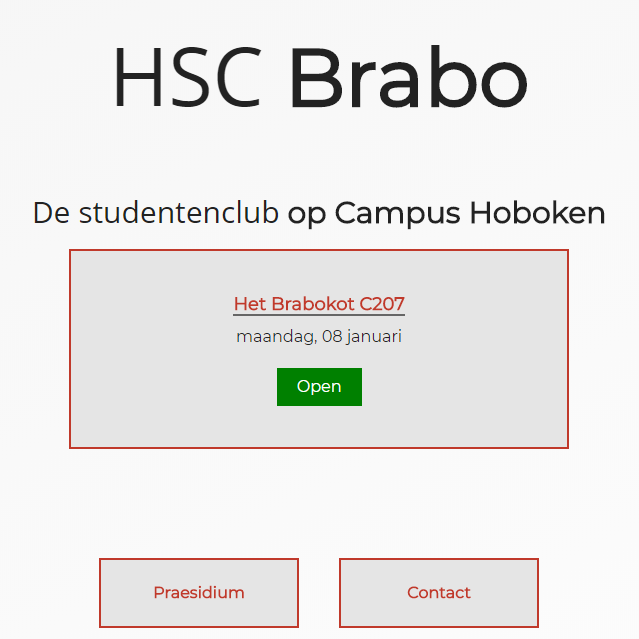 HSC Brabo
De studentenclub op Campus Hoboken
Het Brabokot C207
maandag, 08 januari
Open
Praesidium
Contact